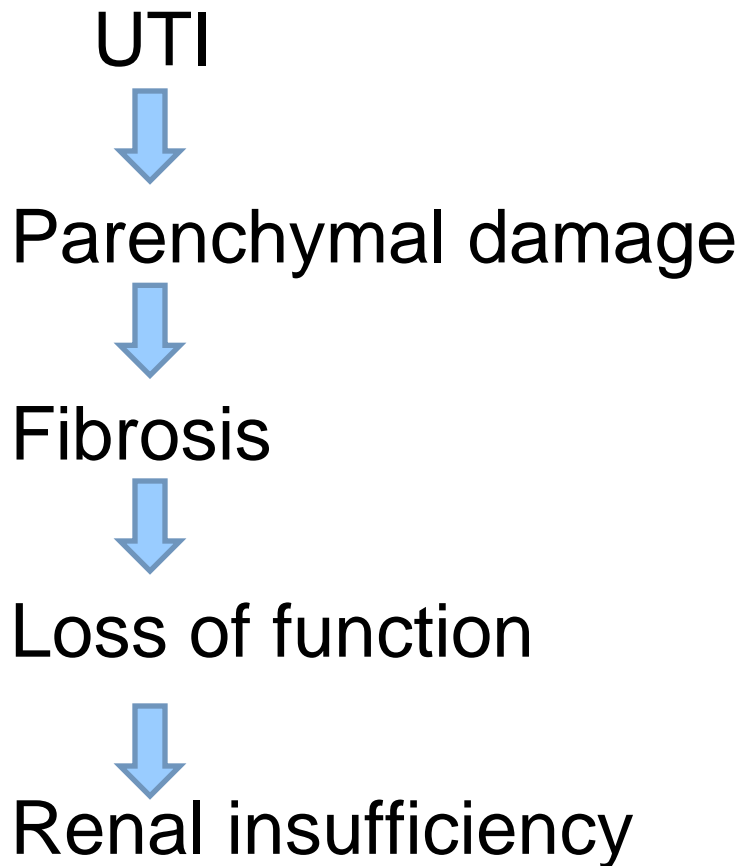 UTI
Parenchymal damage
Fibrosis
Loss of function
Renal insufficiency